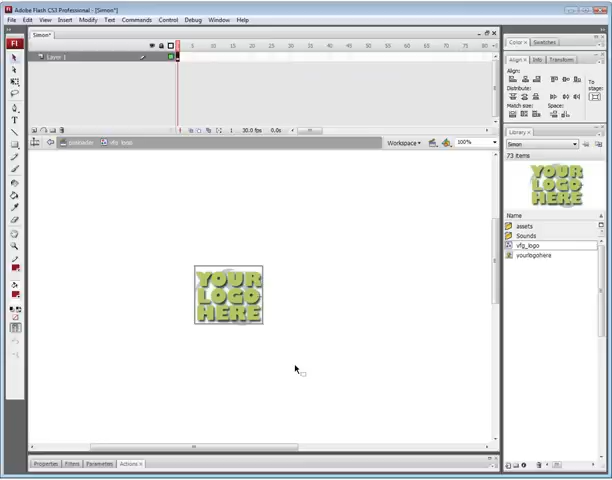 Adobe Flash CS3 Professional - [Simon*]
File Edit View Insert Modify Text Commands Control Debug Window Help
Simon*
5 10 15 20 25 30 35 40 45 50 55 60 65 70 75 80
Layer 1
1 30.0 fps 0.0s
preloader vfg_logo
Workspace 100%
YOUR
LOGO
HERE
Properties Filters Parameters Actions
Color Swatches
Align Info Transform
Align:
To
stage:
Distribute:
Match size: Space:
Library
Simon
73 items
YOUR
LOGO
HERE
Name
assets
Sounds
vfg_logo
yourlogohere